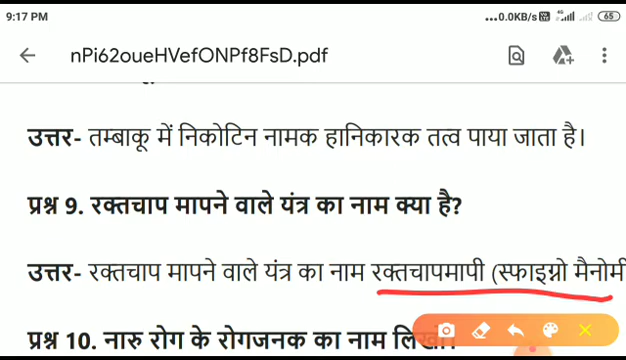 9:17 PM ...0.0KB/s 65
nPi62oueHVefONPf8FsD.pdf
उत्तर- तम्बाकू में निकोटिन नामक हानिकारक तत्व पाया जाता है।
प्रश्न 9. रक्तचाप मापने वाले यंत्र का नाम क्या है?
उत्तर- रक्तचाप मापने वाले यंत्र का नाम रक्तचापमापी (स्फाइग्नो मैनोमी
प्रश्न 10. नारु रोग के रोगजनक का नाम लिखो।